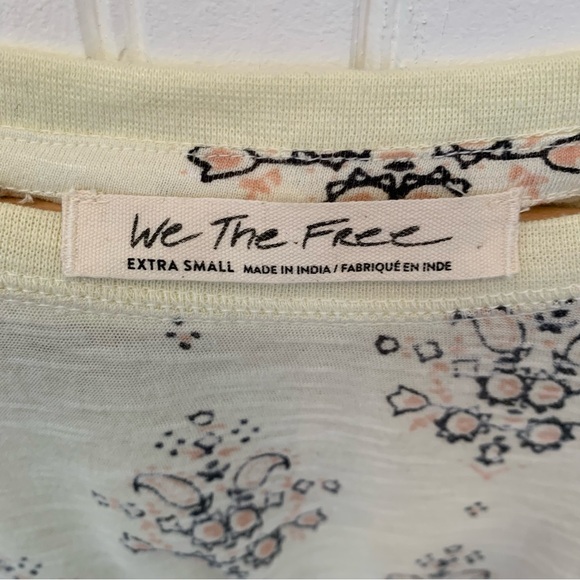 We The Free
EXTRA SMALL MADE IN INDIA / FABRIQUÉ EN INDE